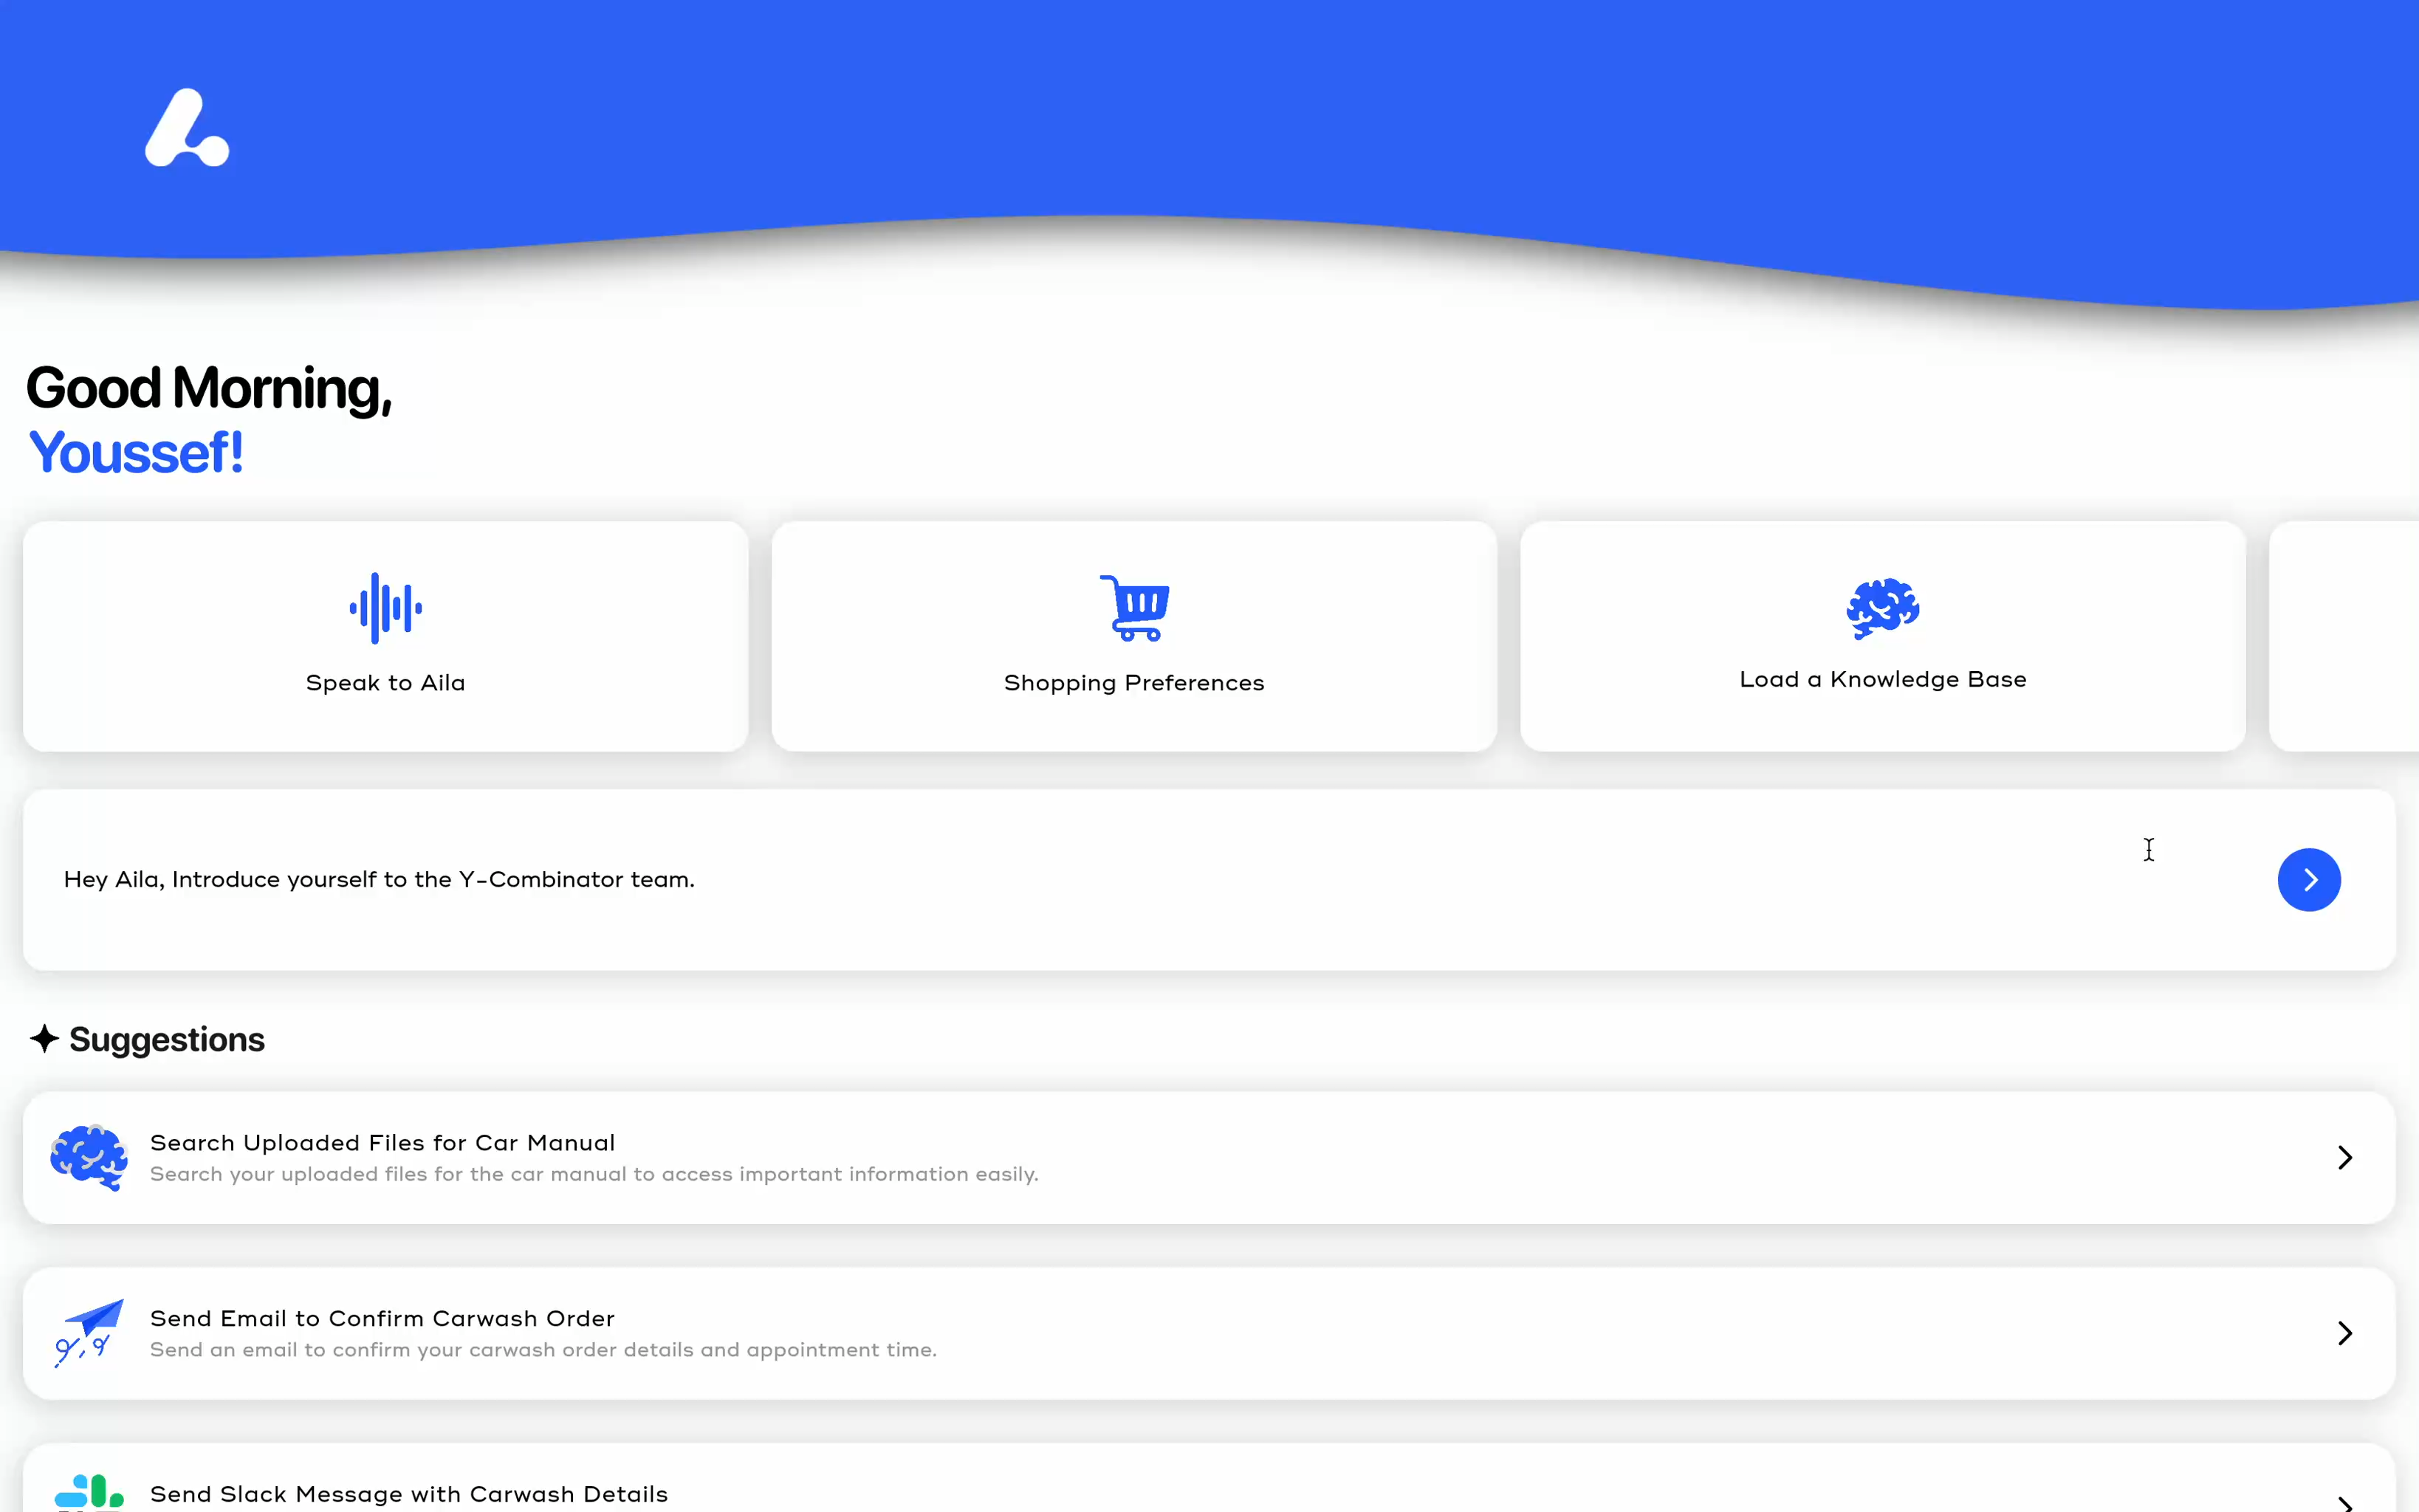 Good Morning,
Youssef!
Speak to Aila
Shopping Preferences
Load a Knowledge Base
Hey Aila, Introduce yourself to the Y-Combinator team.
Suggestions
Search Uploaded Files for Car Manual
Search your uploaded files for the car manual to access important information easily.
Send Email to Confirm Carwash Order
Send an email to confirm your carwash order details and appointment time.
Send Slack Message with Carwash Details